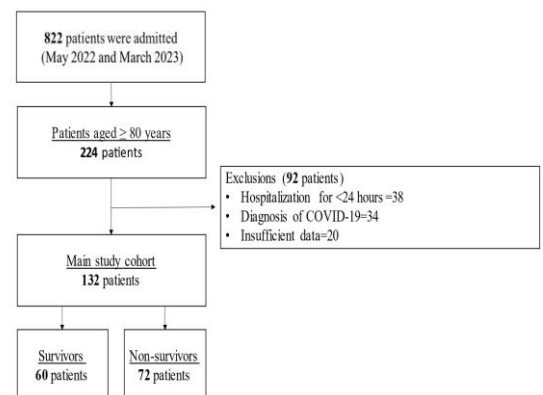 822 patients were admitted
(May 2022 and March 2023)
Patients aged ≥ 80 years
224 patients
Exclusions (92 patients)
• Hospitalization for <24 hours =38
• Diagnosis of COVID-19=34
• Insufficient data=20
Main study cohort
132 patients
Survivors
60 patients
Non-survivors
72 patients